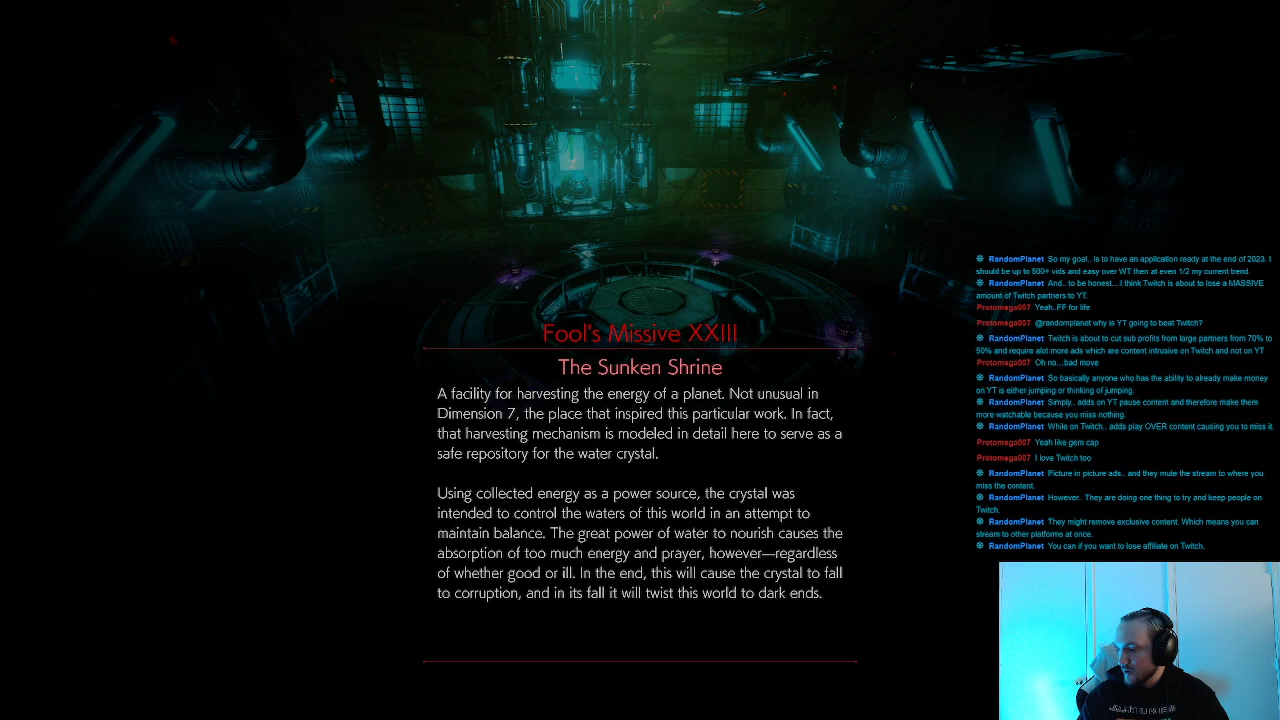 Fool's Missive XXIII
The Sunken Shrine
A facility for harvesting the energy of a planet. Not unusual in
Dimension 7, the place that inspired this particular work. In fact,
that harvesting mechanism is modeled in detail here to serve as a
safe repository for the water crystal.
Using collected energy as a power source, the crystal was
intended to control the waters of this world in an attempt to
maintain balance. The great power of water to nourish causes the
absorption of too much energy and prayer, however—regardless
of whether good or ill. In the end, this will cause the crystal to fall
to corruption, and in its fall it will twist this world to dark ends.
RandomPlanet So my goal.. is to have an application ready at the end of 2023. I
should be up to 500+ vids and easy over WT then at even 1/2 my current trend.
RandomPlanet And.. to be honest... I think Twitch is about to lose a MASSIVE
amount of Twitch partners to YT.
Protomega007 Yeah..FF for life
Protomega007 @randomplanet why is YT going to beat Twitch?
RandomPlanet Twitch is about to cut sub profits from large partners from 70% to
50% and require alot more ads which are content intrusive on Twitch and not on YT
Protomega007 Oh no...bad move
RandomPlanet So basically anyone who has the ability to already make money
on YT is either jumping or thinking of jumping.
RandomPlanet Simply.. adds on YT pause content and therefore make them
more watchable because you miss nothing.
RandomPlanet While on Twitch.. adds play OVER content causing you to miss it.
Protomega007 Yeah like gem cap
Protomega007 I love Twitch too
RandomPlanet Picture in picture ads.. and they mute the stream to where you
miss the content.
RandomPlanet However.. They are doing one thing to try and keep people on
Twitch.
RandomPlanet They might remove exclusive content. Which means you can
stream to other platforms at once.
RandomPlanet You can if you want to lose affiliate on Twitch.